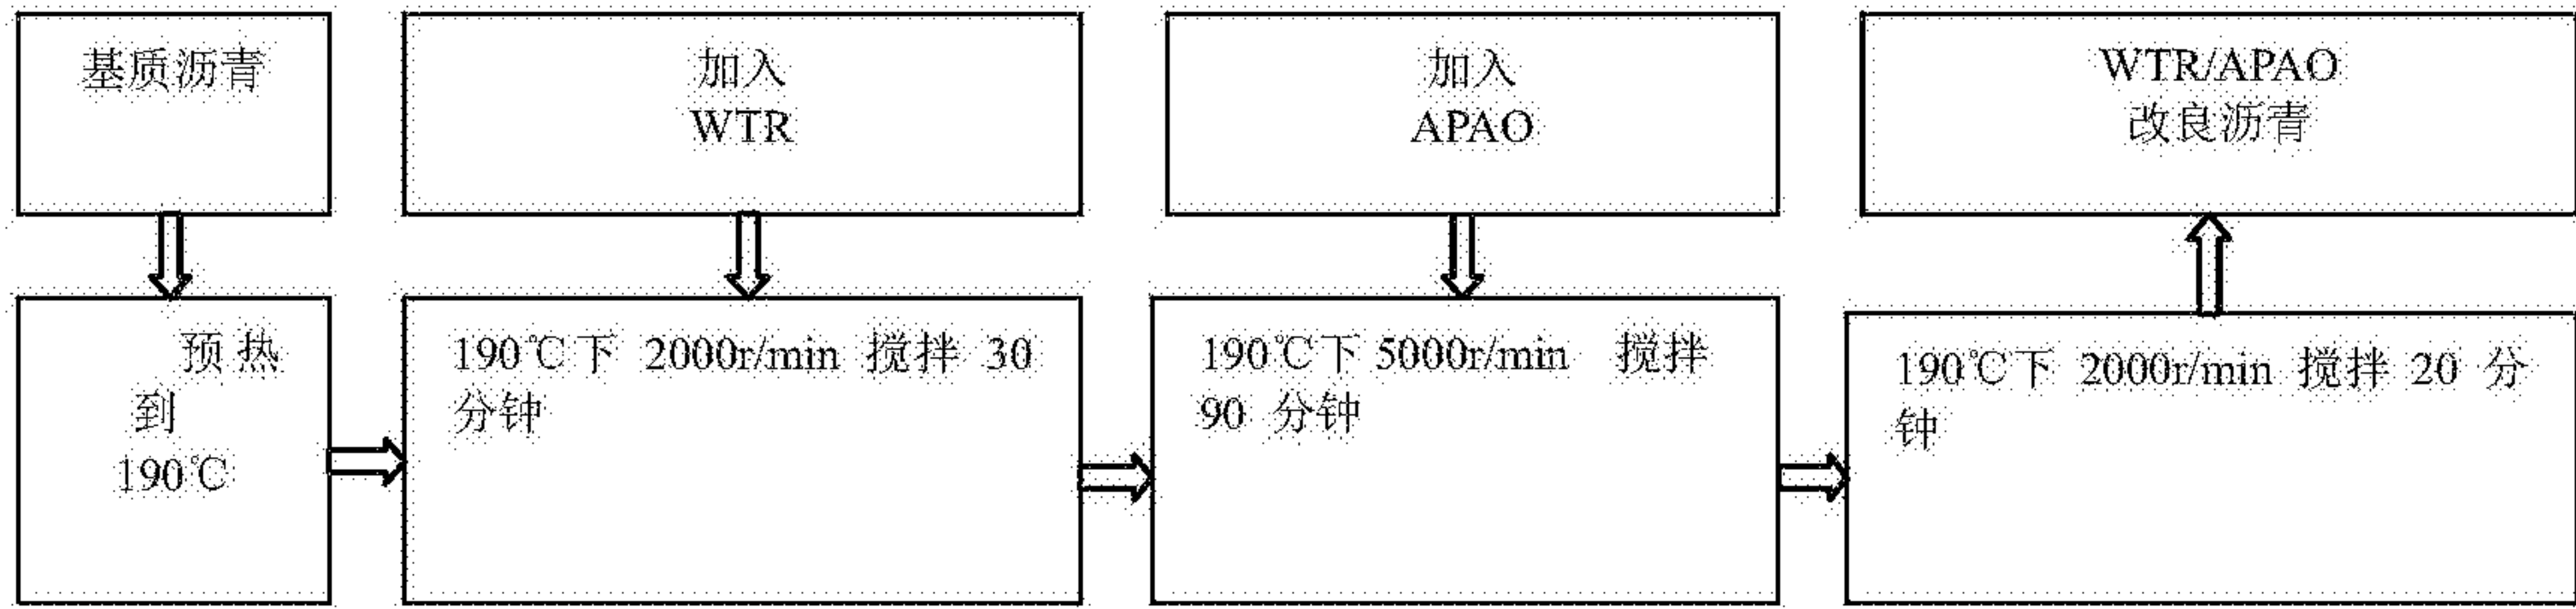 基质沥青
加入
WTR
加入
APAO
WTR/APAO
改良沥青
预热
到
190℃
190℃下 2000r/min 搅拌 30
分钟
190℃下 5000r/min 搅拌
90 分钟
190℃下 2000r/min 搅拌 20 分
钟